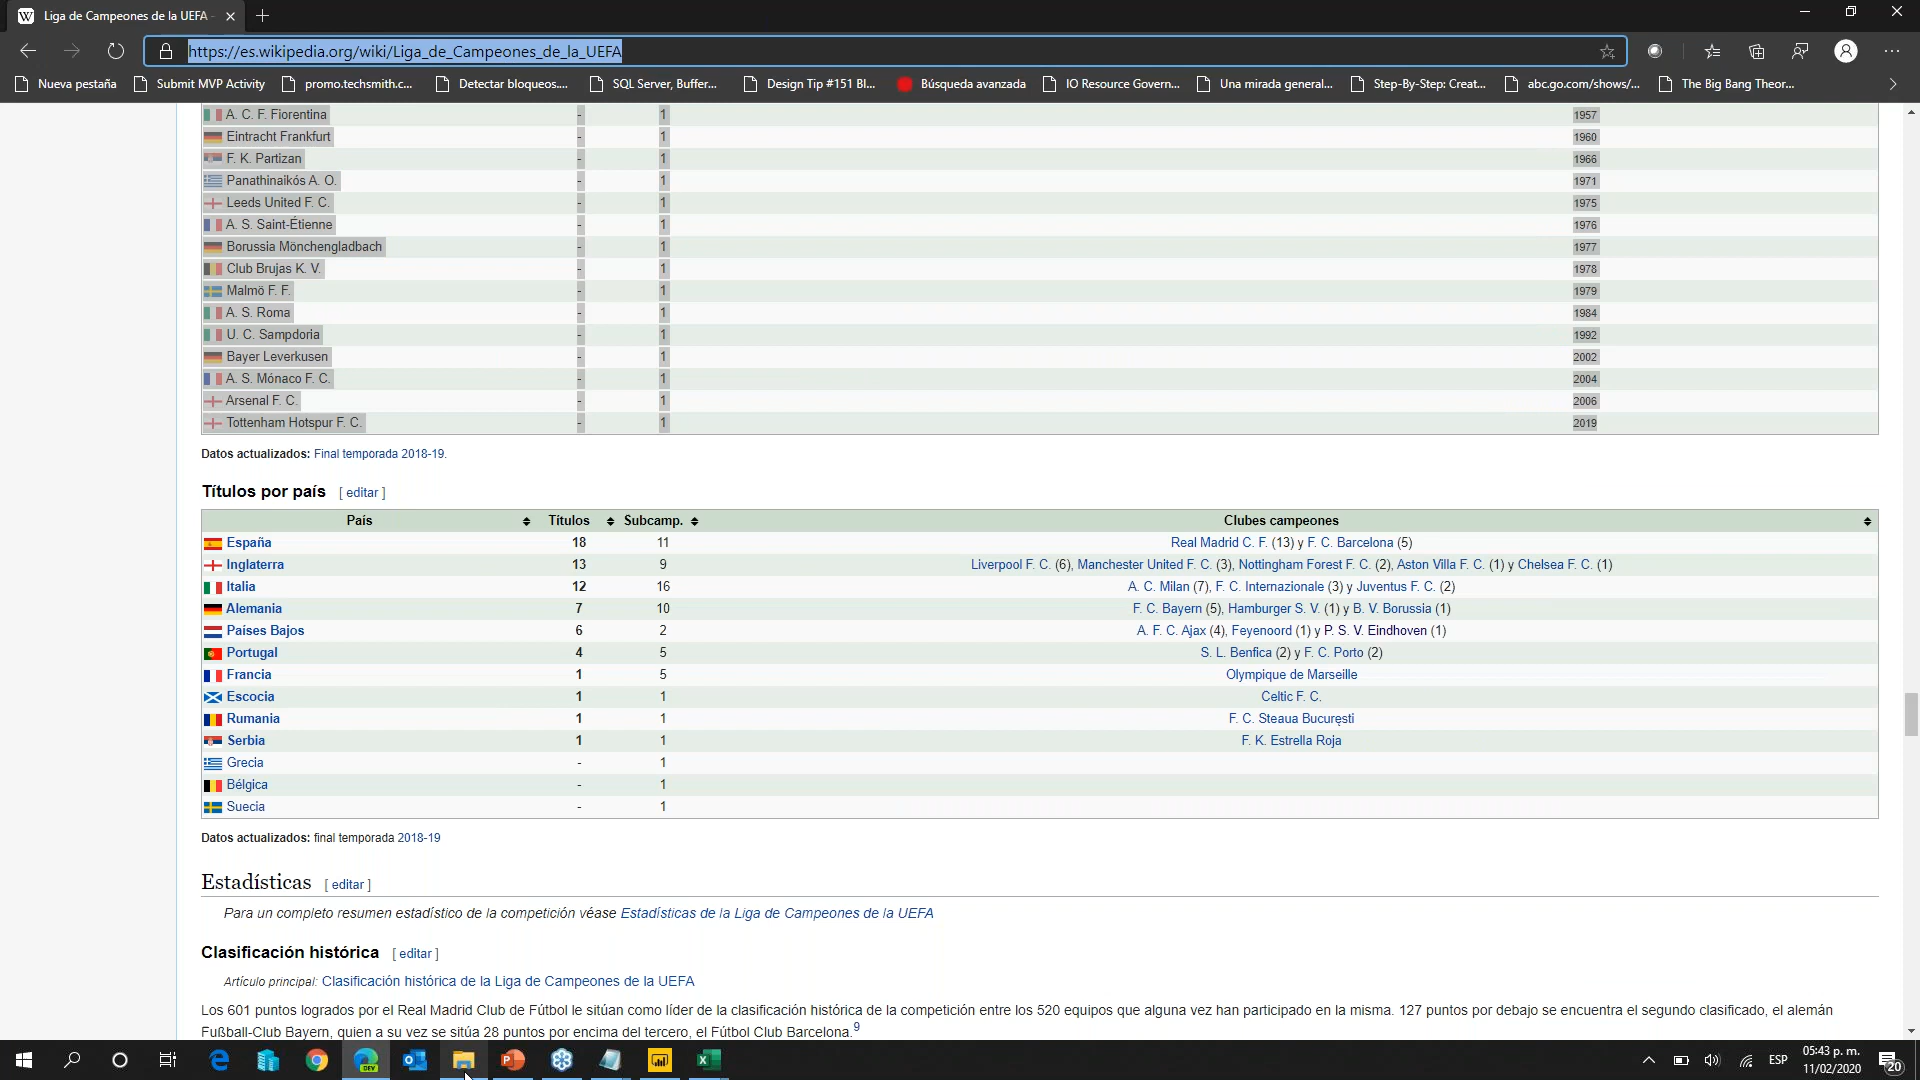 Liga de Campeones de la UEFA -
https://es.wikipedia.org/wiki/Liga_de_Campeones_de_la_UEFA
Nueva pestaña Submit MVP Activity promo.techsmith.c... Detectar bloqueos.... SQL Server, Buffer... Design Tip #151 Bl... Búsqueda avanzada IO Resource Govern... Una mirada general... Step-By-Step: Creat... abc.go.com/shows/... The Big Bang Theor...
A. C. F. Fiorentina - 1 1957
Eintracht Frankfurt - 1 1960
F. K. Partizan - 1 1966
Panathinaikós A. O. - 1 1971
Leeds United F. C. - 1 1975
A. S. Saint-Étienne - 1 1976
Borussia Mönchengladbach - 1 1977
Club Brujas K. V. - 1 1978
Malmö F. F. - 1 1979
A. S. Roma - 1 1984
U. C. Sampdoria - 1 1992
Bayer Leverkusen - 1 2002
A. S. Mónaco F. C. - 1 2004
Arsenal F. C. - 1 2006
Tottenham Hotspur F. C. - 1 2019
Datos actualizados: Final temporada 2018-19.
Títulos por país [ editar ]
País Títulos Subcamp. Clubes campeones
España 18 11 Real Madrid C. F. (13) y F. C. Barcelona (5)
Inglaterra 13 9 Liverpool F. C. (6), Manchester United F. C. (3), Nottingham Forest F. C. (2), Aston Villa F. C. (1) y Chelsea F. C. (1)
Italia 12 16 A. C. Milan (7), F. C. Internazionale (3) y Juventus F. C. (2)
Alemania 7 10 F. C. Bayern (5), Hamburger S. V. (1) y B. V. Borussia (1)
Países Bajos 6 2 A. F. C. Ajax (4), Feyenoord (1) y P. S. V. Eindhoven (1)
Portugal 4 5 S. L. Benfica (2) y F. C. Porto (2)
Francia 1 5 Olympique de Marseille
Escocia 1 1 Celtic F. C.
Rumania 1 1 F. C. Steaua București
Serbia 1 1 F. K. Estrella Roja
Grecia - 1
Bélgica - 1
Suecia - 1
Datos actualizados: final temporada 2018-19
Estadísticas [ editar ]
Para un completo resumen estadístico de la competición véase Estadísticas de la Liga de Campeones de la UEFA
Clasificación histórica [ editar ]
Artículo principal: Clasificación histórica de la Liga de Campeones de la UEFA
Los 601 puntos logrados por el Real Madrid Club de Fútbol le sitúan como líder de la clasificación histórica de la competición entre los 520 equipos que alguna vez han participado en la misma. 127 puntos por debajo se encuentra el segundo clasificado, el alemán
Fußball-Club Bayern, quien a su vez se sitúa 28 puntos por encima del tercero, el Fútbol Club Barcelona.9
ESP 05:43 p. m.
11/02/2020 20